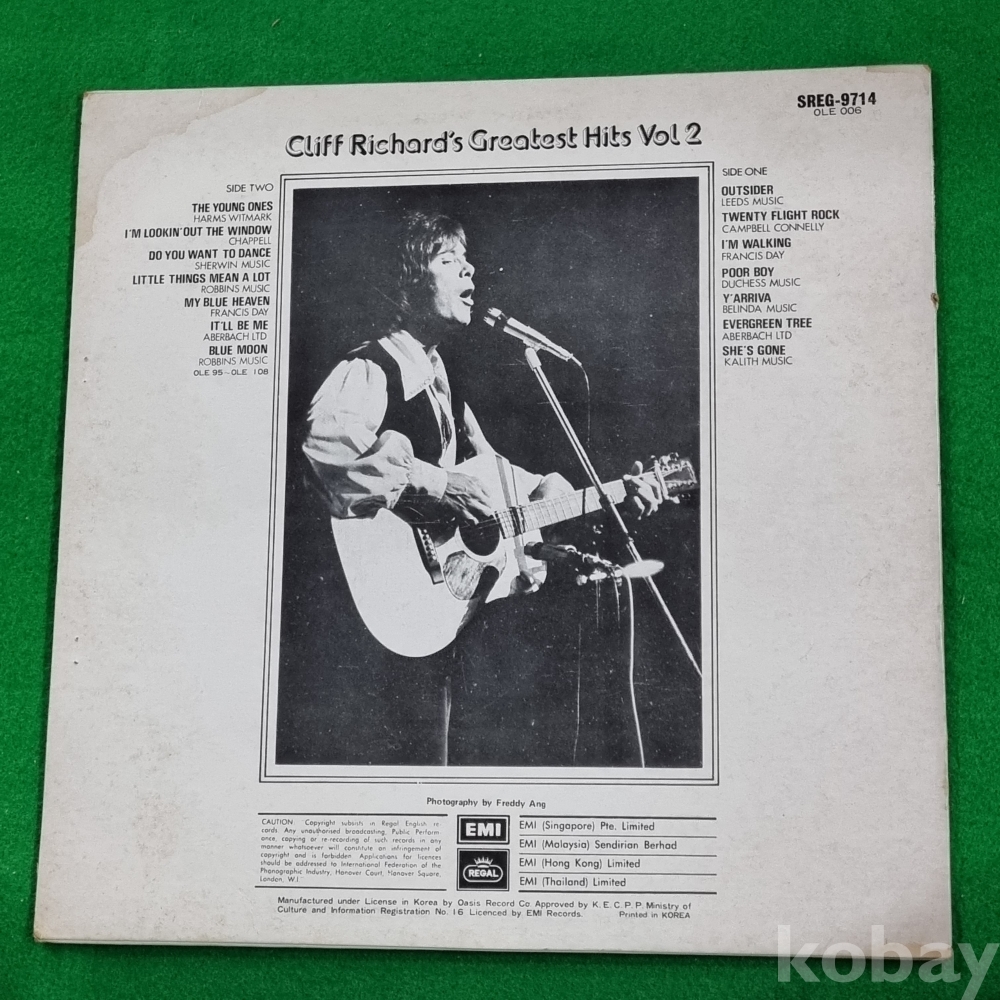 SREG-9714
OLE 006
Cliff Richard's Greatest Hits Vol 2
SIDE TWO
THE YOUNG ONES
HARMS WITMARK
I'M LOOKIN' OUT THE WINDOW
CHAPPELL
DO YOU WANT TO DANCE
SHERWIN MUSIC
LITTLE THINGS MEAN A LOT
ROBBINS MUSIC
MY BLUE HEAVEN
FRANCIS DAY
IT'LL BE ME
ABERBACH LTD
BLUE MOON
ROBBINS MUSIC
OLE 95-OLE 108
SIDE ONE
OUTSIDER
LEEDS MUSIC
TWENTY FLIGHT ROCK
CAMPBELL CONNELLY
I'M WALKING
FRANCIS DAY
POOR BOY
DUCHESS MUSIC
Y'ARRIVA
BELINDA MUSIC
EVERGREEN TREE
ABERBACH LTD
SHE'S GONE
KALITH MUSIC
Photography by Freddy Ang
CAUTION: Copyright subsists in Regal English re-
cords. Any unauthorised broadcasting, Public Perform-
ance, copying or re-recording of such records in any
manner whatsoever will constitute an infringement of
copyright and is forbidden. Applications for licences
should be addressed to International Federation of the
Phonographic Industry, Hanover Court, Hanover Square,
London, W.1.
EMI
REGAL
EMI (Singapore) Pte. Limited
EMI (Malaysia) Sendirian Berhad
EMI (Hong Kong) Limited
EMI (Thailand) Limited
Manufactured under License in Korea by Oasis Record Co. Approved by K. E. C. P. P. Ministry of
Culture and Information Registration No. 16. Licenced by EMI Records. Printed in KOREA
kobay